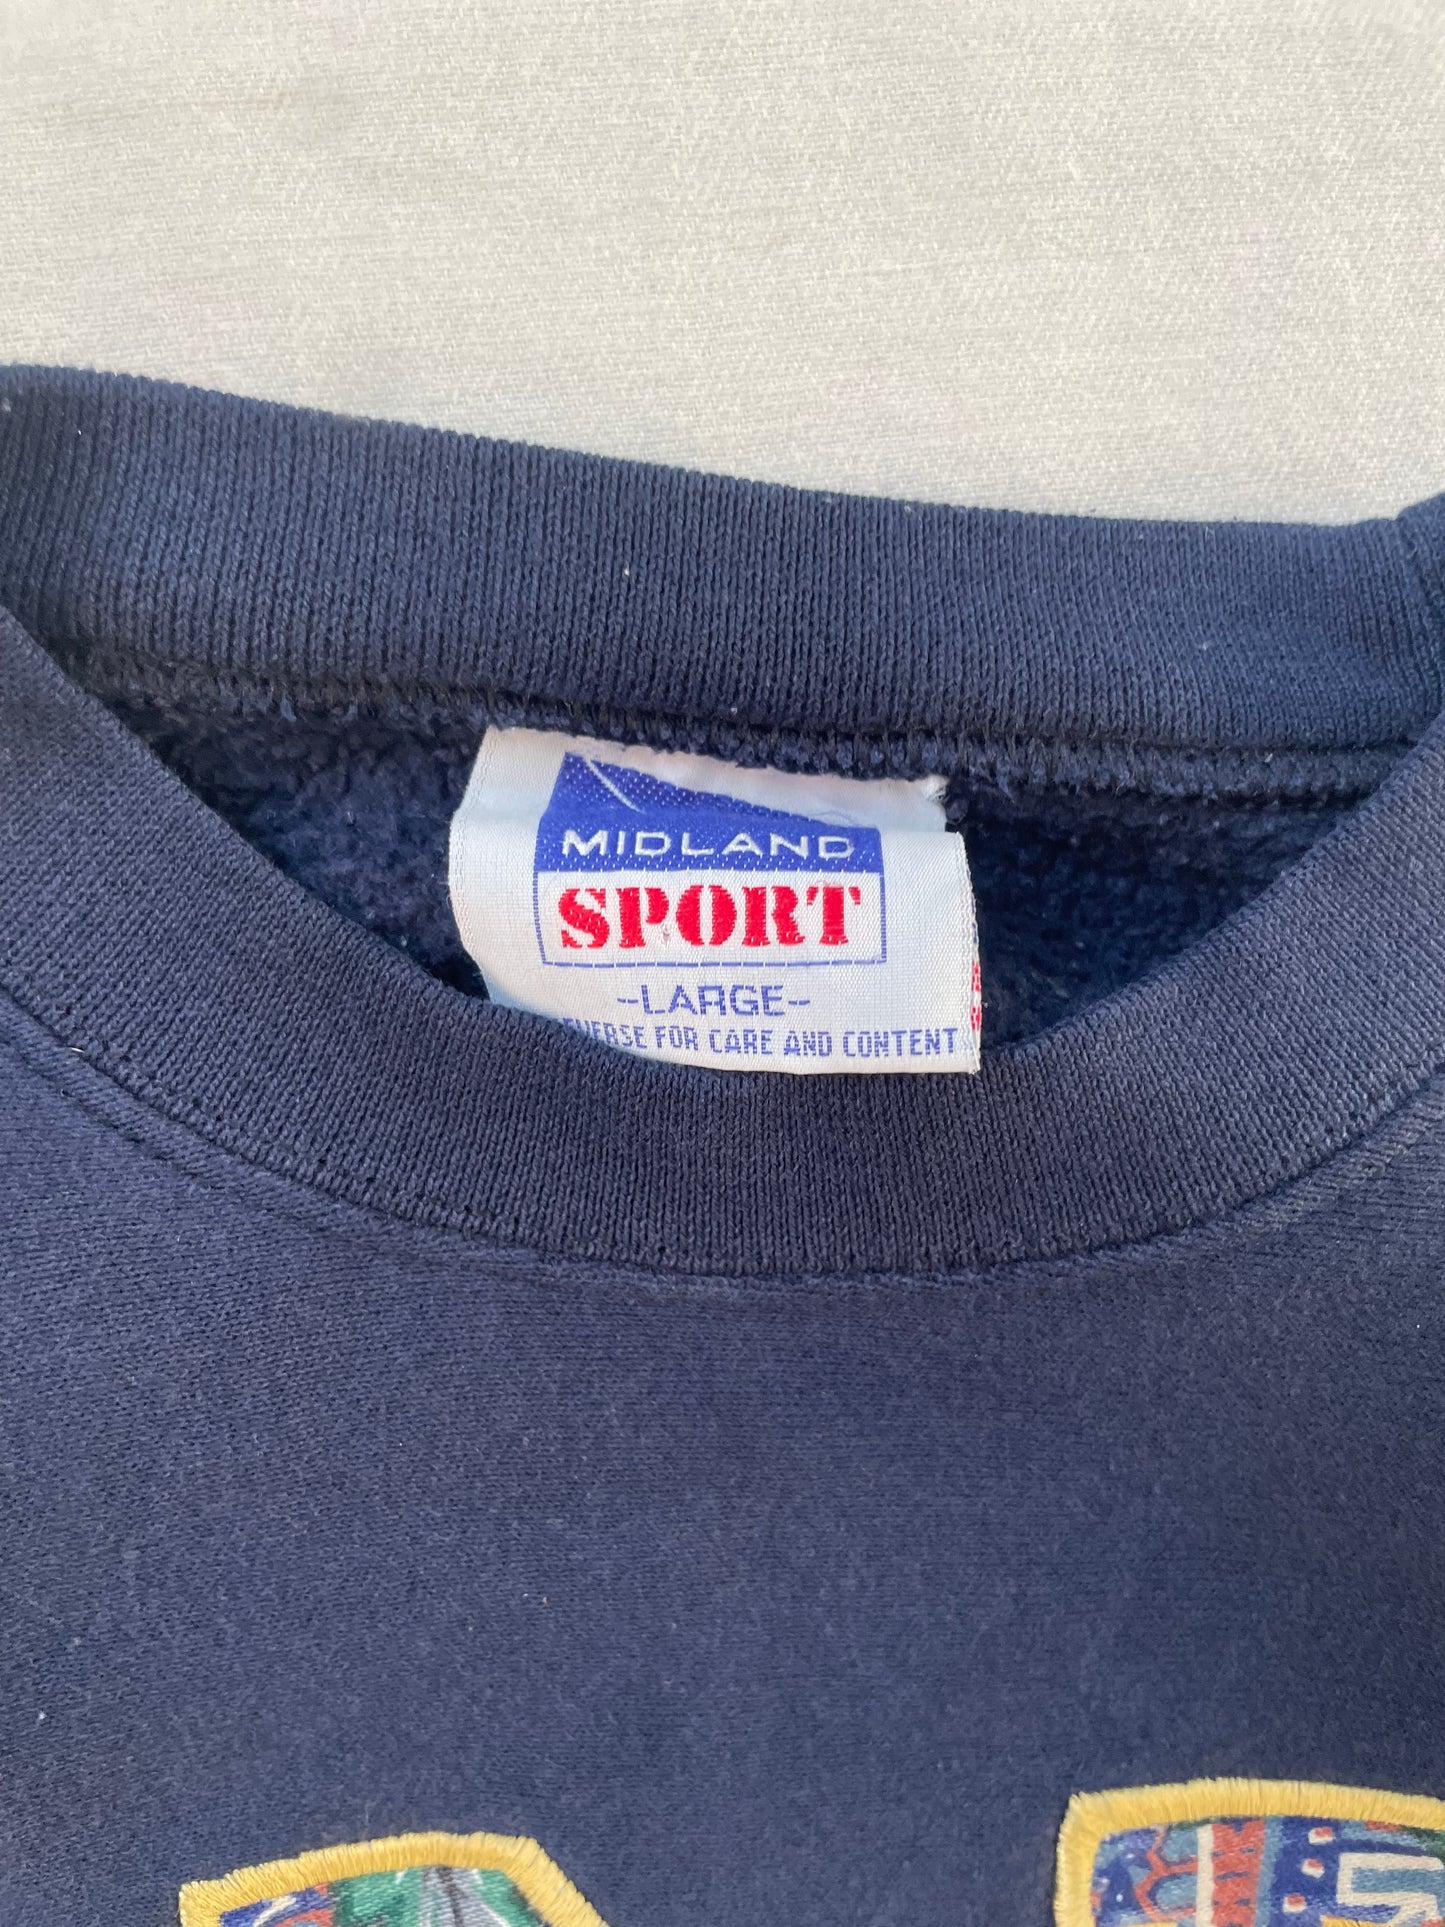 MIDLAND
SPORT
-LARGE-
FOR CARE AND CONTENT